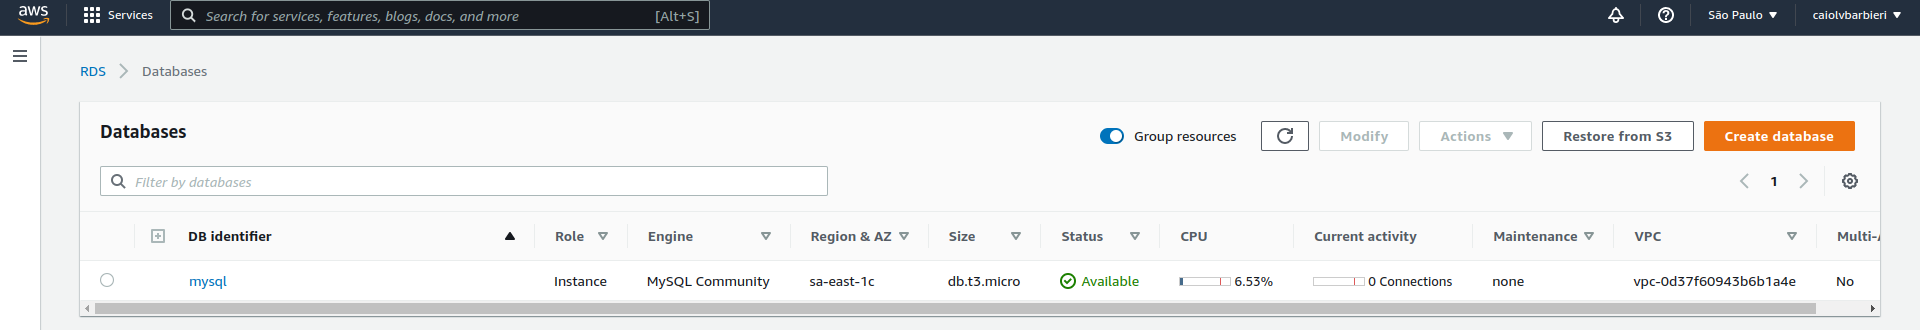 aws Services Search for services, features, blogs, docs, and more [Alt+S] São Paulo caiolvbarbieri
RDS Databases
Databases Group resources Modify Actions Restore from S3 Create database
Filter by databases 1
DB identifier Role Engine Region & AZ Size Status CPU Current activity Maintenance VPC Multi-A
mysql Instance MySQL Community sa-east-1c db.t3.micro Available 6.53% 0 Connections none vpc-0d37f60943b6b1a4e No